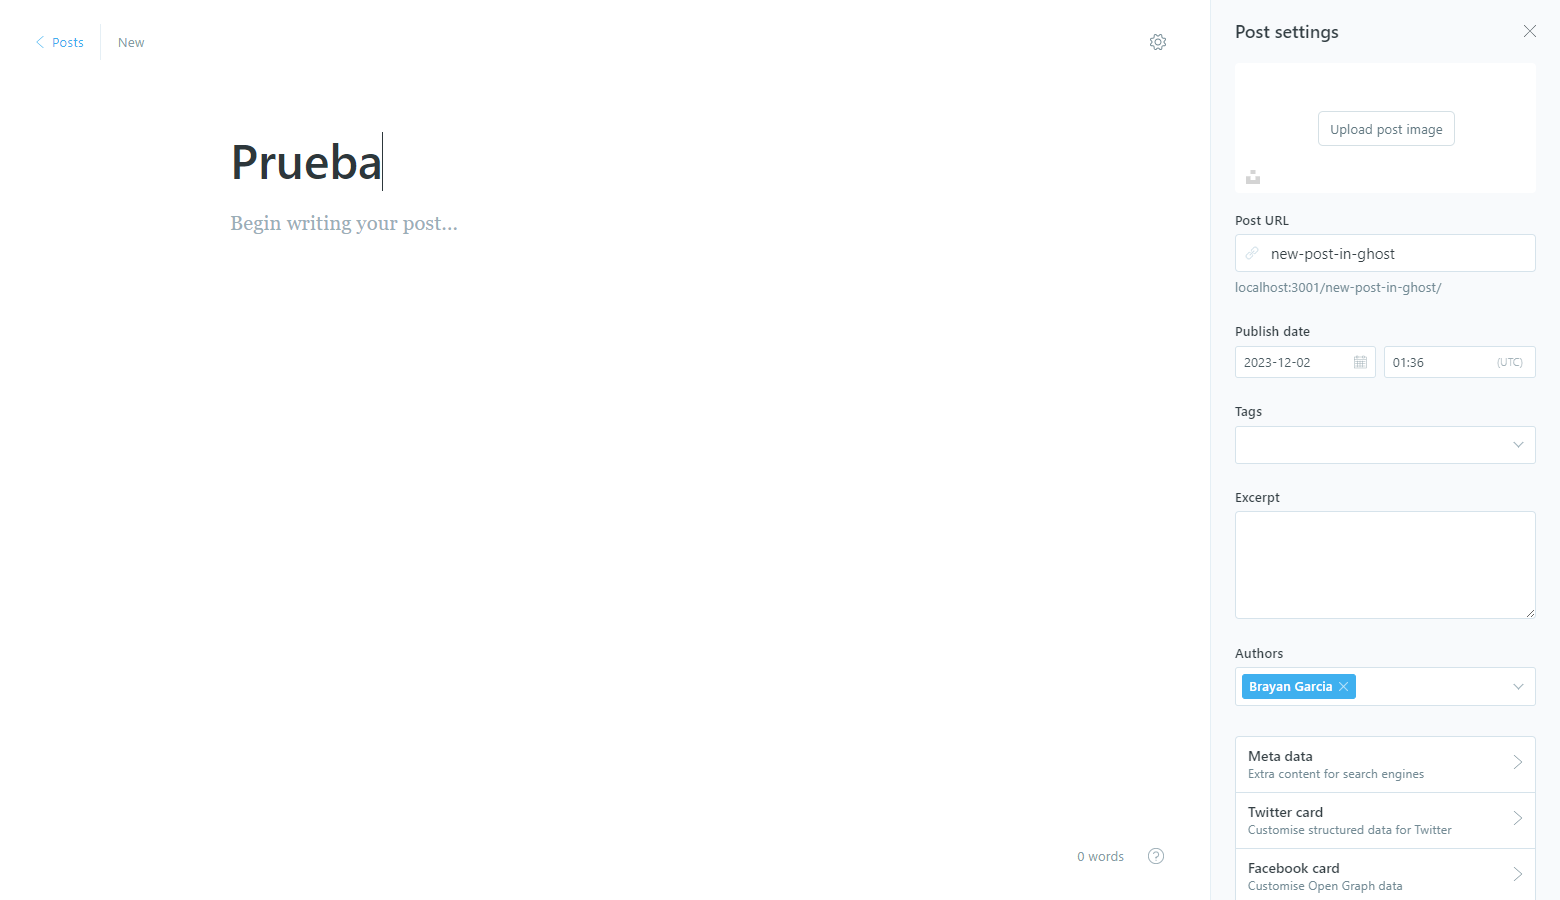 Posts
New
Prueba
Begin writing your post...
0 words
Post settings
Upload post image
Post URL
new-post-in-ghost
localhost:3001/new-post-in-ghost/
Publish date
2023-12-02
01:36
(UTC)
Tags
Excerpt
Authors
Brayan Garcia
Meta data
Extra content for search engines
Twitter card
Customise structured data for Twitter
Facebook card
Customise Open Graph data